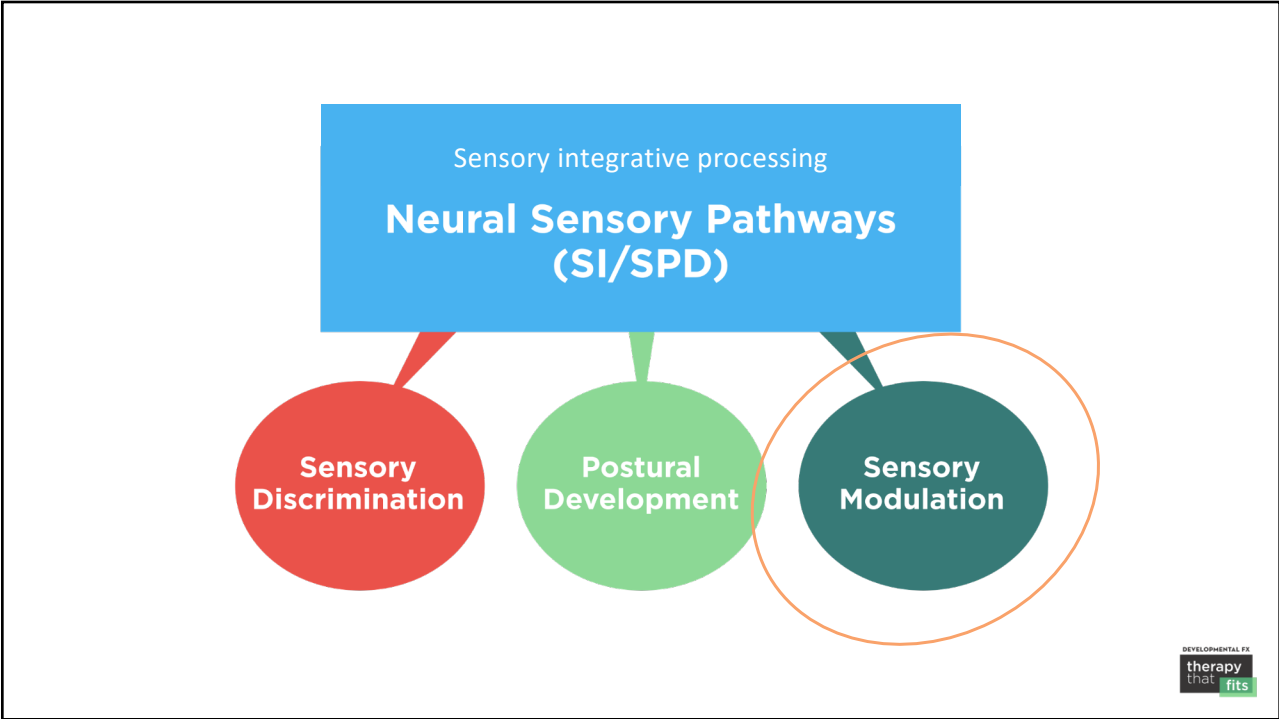 Sensory integrative processing
Neural Sensory Pathways
(SI/SPD)
Sensory
Discrimination
Postural
Development
Sensory
Modulation
DEVELOPMENTAL FX
therapy
that
fits